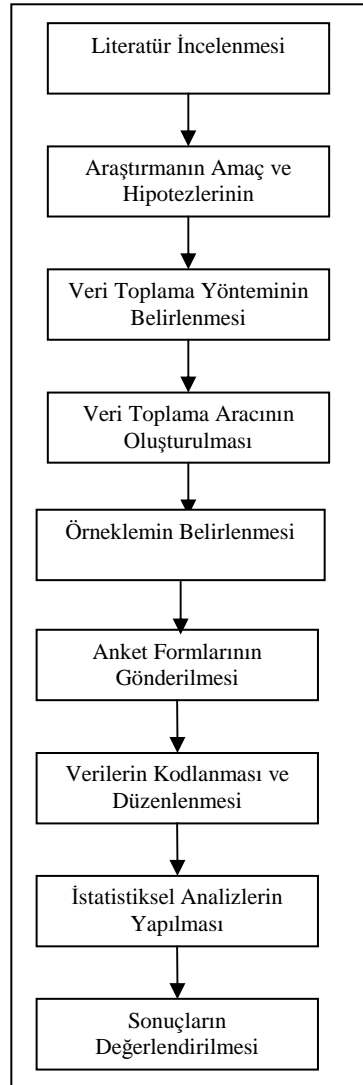 Literatür İncelenmesi
Araştırmanın Amaç ve
Hipotezlerinin
Veri Toplama Yönteminin
Belirlenmesi
Veri Toplama Aracının
Oluşturulması
Örneklemin Belirlenmesi
Anket Formlarının
Gönderilmesi
Verilerin Kodlanması ve
Düzenlenmesi
İstatistiksel Analizlerin
Yapılması
Sonuçların
Değerlendirilmesi